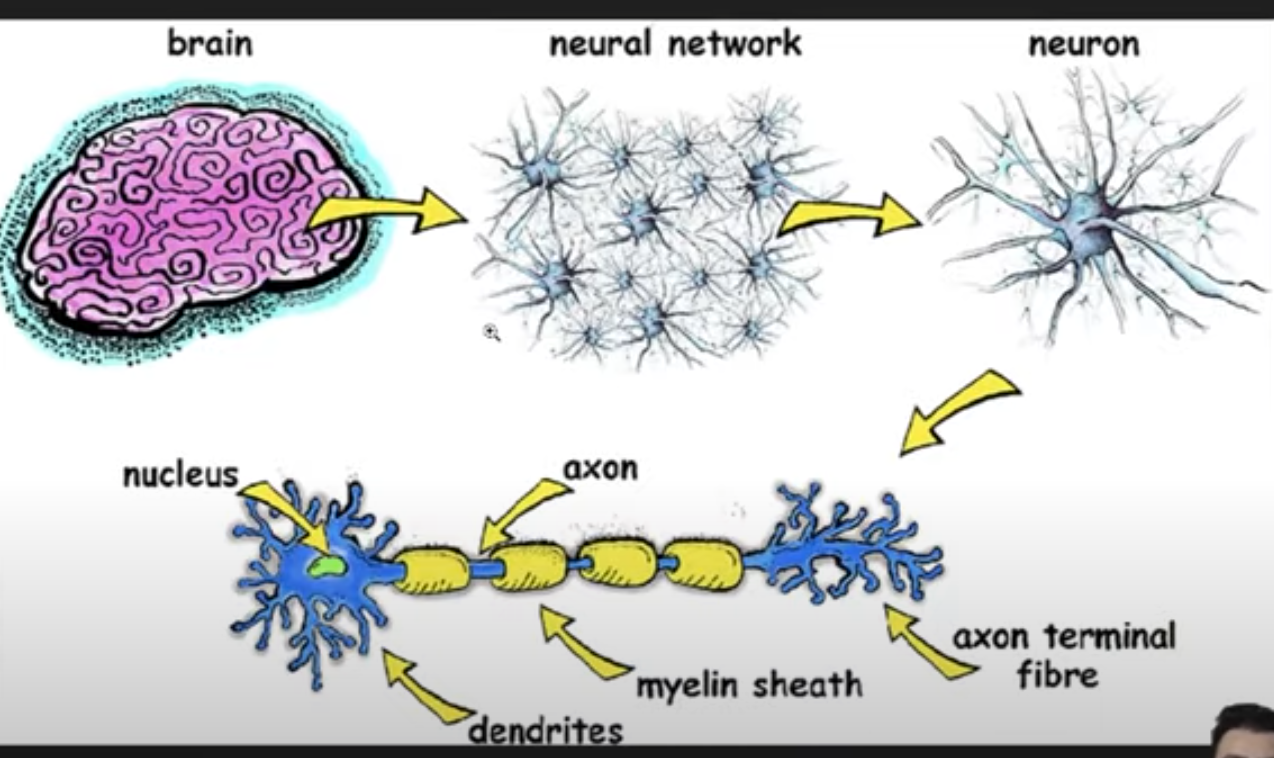 brain
neural network
neuron
nucleus
axon
axon terminal
fibre
myelin sheath
dendrites